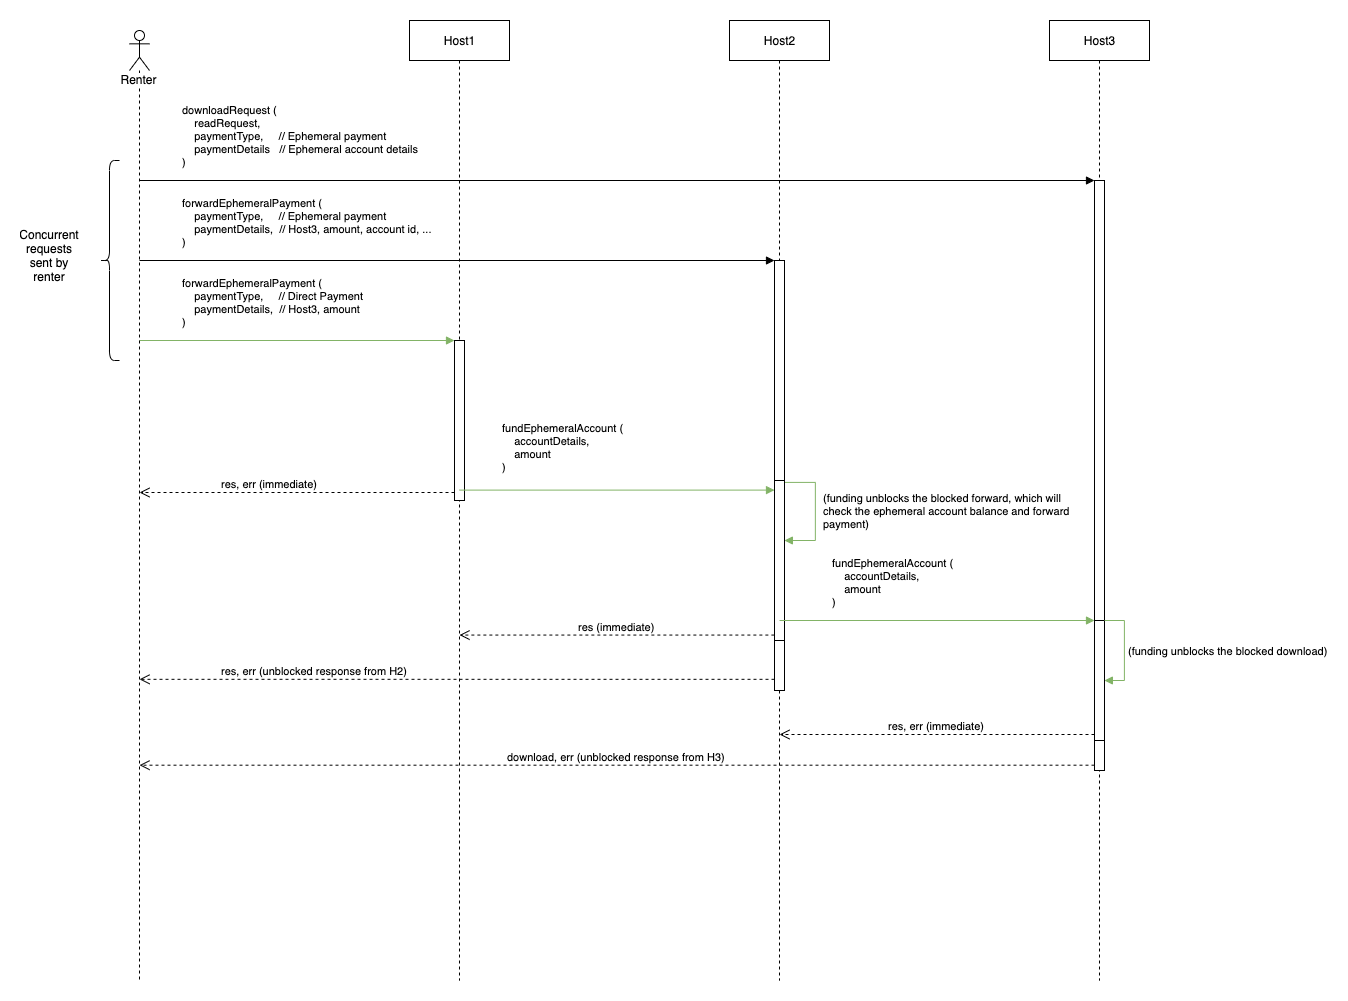 Host1
Host2
Host3
Renter
downloadRequest (
readRequest,
paymentType, // Ephemeral payment
paymentDetails // Ephemeral account details
)
forwardEphemeralPayment (
paymentType, // Ephemeral payment
paymentDetails, // Host3, amount, account id, ...
)
Concurrent
requests
sent by
renter
forwardEphemeralPayment (
paymentType, // Direct Payment
paymentDetails, // Host3, amount
)
fundEphemeralAccount (
accountDetails,
amount
)
res, err (immediate)
(funding unblocks the blocked forward, which will
check the ephemeral account balance and forward
payment)
fundEphemeralAccount (
accountDetails,
amount
)
res (immediate)
(funding unblocks the blocked download)
res, err (unblocked response from H2)
res, err (immediate)
download, err (unblocked response from H3)